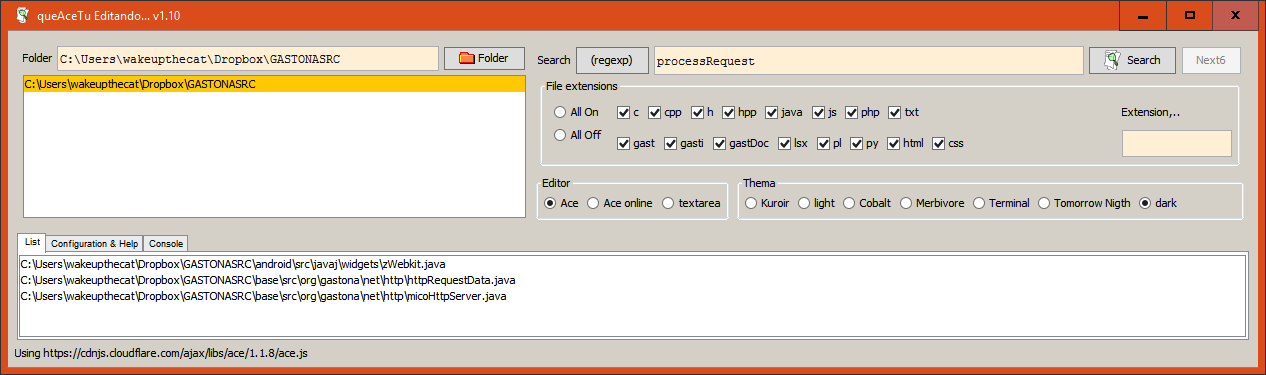 queAceTu Editando... v1.10
Folder C:\Users\wakeupthecat\Dropbox\GASTONASRC Folder Search (regexp) processRequest Search Next6
C:\Users\wakeupthecat\Dropbox\GASTONASRC
File extensions
All On c cpp h hpp java js php txt Extension,..
All Off gast gasti gastDoc lsx pl py html css
Editor Thema
Ace Ace online textarea Kuroir light Cobalt Merbivore Terminal Tomorrow Nigth dark
List Configuration & Help Console
C:\Users\wakeupthecat\Dropbox\GASTONASRC\android\src\javaj\widgets\zWebkit.java
C:\Users\wakeupthecat\Dropbox\GASTONASRC\base\src\org\gastona\net\http\httpRequestData.java
C:\Users\wakeupthecat\Dropbox\GASTONASRC\base\src\org\gastona\net\http\micoHttpServer.java
Using https://cdnjs.cloudflare.com/ajax/libs/ace/1.1.8/ace.js